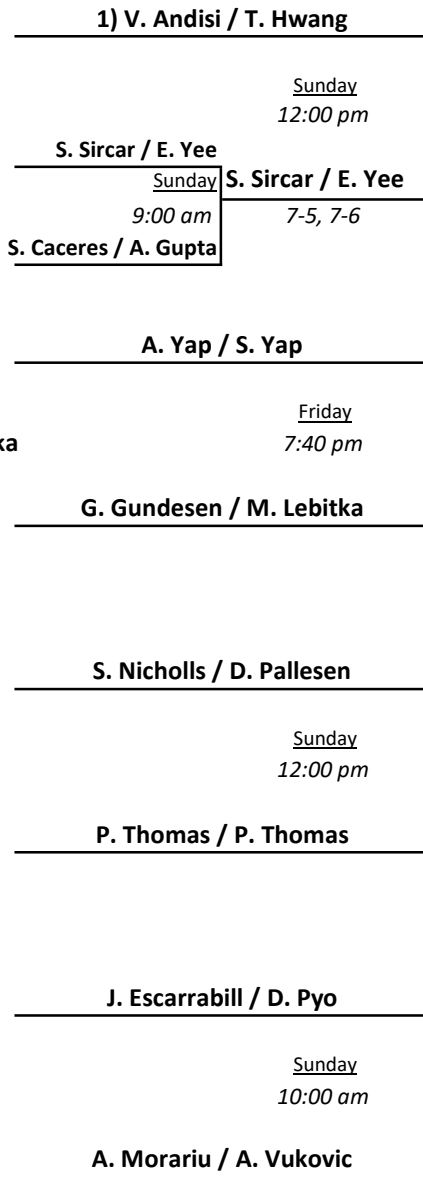 1) V. Andisi / T. Hwang
Sunday
12:00 pm
S. Sircar / E. Yee
Sunday S. Sircar / E. Yee
9:00 am 7-5, 7-6
S. Caceres / A. Gupta
A. Yap / S. Yap
Friday
ka 7:40 pm
G. Gundesen / M. Lebitka
S. Nicholls / D. Pallesen
Sunday
12:00 pm
P. Thomas / P. Thomas
J. Escarrabill / D. Pyo
Sunday
10:00 am
A. Morariu / A. Vukovic